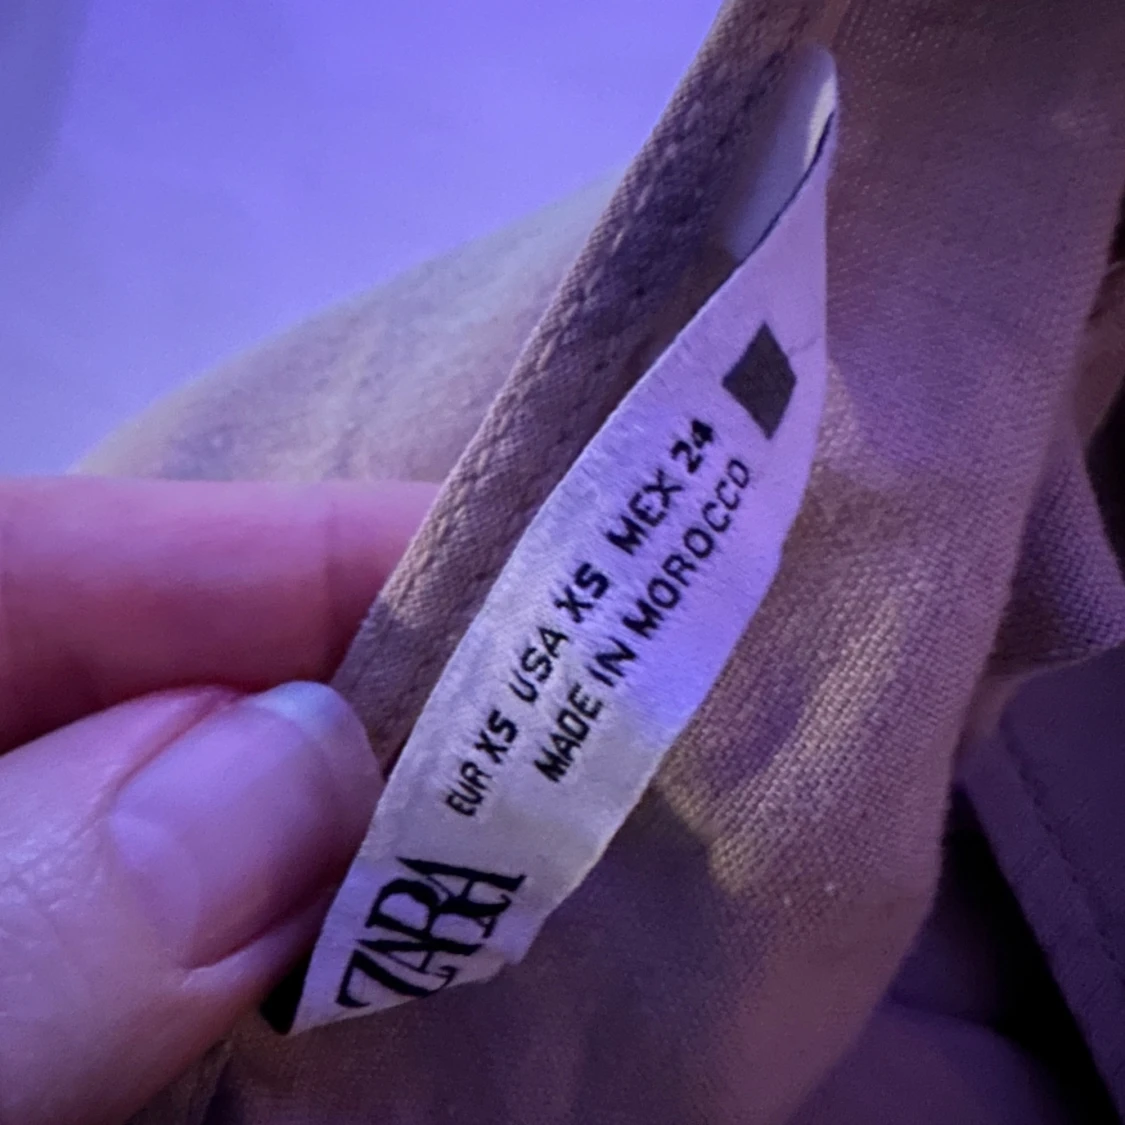 ZARA
EUR XS USA XS MEX 24
MADE IN MOROCCO